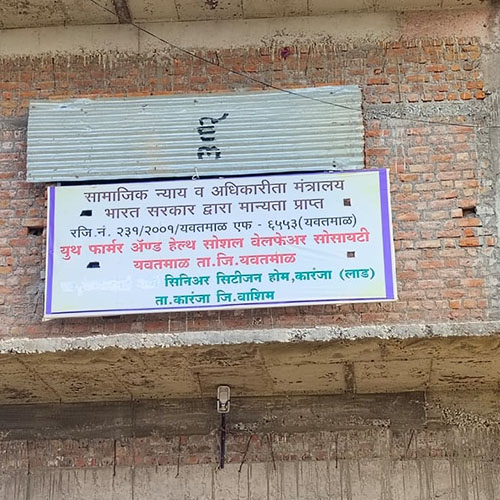 सामाजिक न्याय व अधिकारीता मंत्रालय
भारत सरकार द्वारा मान्यता प्राप्त
रजि.नं. २३१/२००१/यवतमाळ एफ - ६५५३(यवतमाळ)
युथ फार्मर ॲण्ड हेल्थ सोशल वेलफेअर सोसायटी
यवतमाळ ता.जि.यवतमाळ
सिनिअर सिटीजन होम,कारंजा (लाड)
ता.कारंजा जि.वाशिम